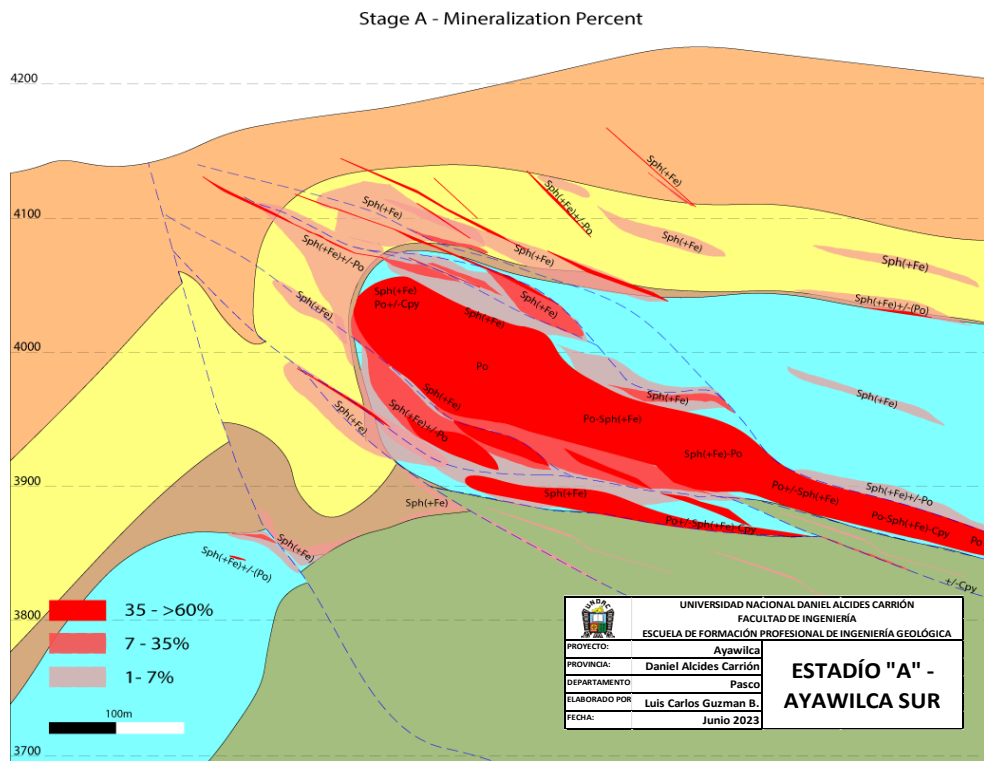 Stage A - Mineralization Percent
4200
Sph(+Fe)
Sph(+Fe)+/-Po
4100
Sph(+Fe)
Sph(+Fe)
Sph(+Fe)
Sph(+Fe)+/-Po
Sph(+Fe)
Sph(+Fe)
Sph(+Fe)
Po+/-Cpy
Sph(+Fe)
Sph(+Fe)
Sph(+Fe)+/-(Po)
4000
Po
Sph(+Fe)
Sph(+Fe)
Sph(+Fe)
Sph(+Fe)
Sph(+Fe)+/-Po
Po-Sph(+Fe)
Sph(+Fe)-Po
3900
Sph(+Fe)
Sph(+Fe)
Po+/-Sph(+Fe)
Sph(+Fe)+/-Po
Po+/-Sph(+Fe)-Cpy
Po-Sph(+Fe)-Cpy
Po
Sph(+Fe)
Sph(+Fe)+/-(Po)
+/-Cpy
3800
35 - >60%
7 - 35%
1- 7%
100m
3700
UNDAC
UNIVERSIDAD NACIONAL DANIEL ALCIDES CARRIÓN
FACULTAD DE INGENIERÍA
ESCUELA DE FORMACIÓN PROFESIONAL DE INGENIERÍA GEOLÓGICA
PROYECTO: Ayawilca
PROVINCIA: Daniel Alcides Carrión
DEPARTAMENTO Pasco
ELABORADO POR Luis Carlos Guzman B.
FECHA: Junio 2023
ESTADÍO "A" -
AYAWILCA SUR